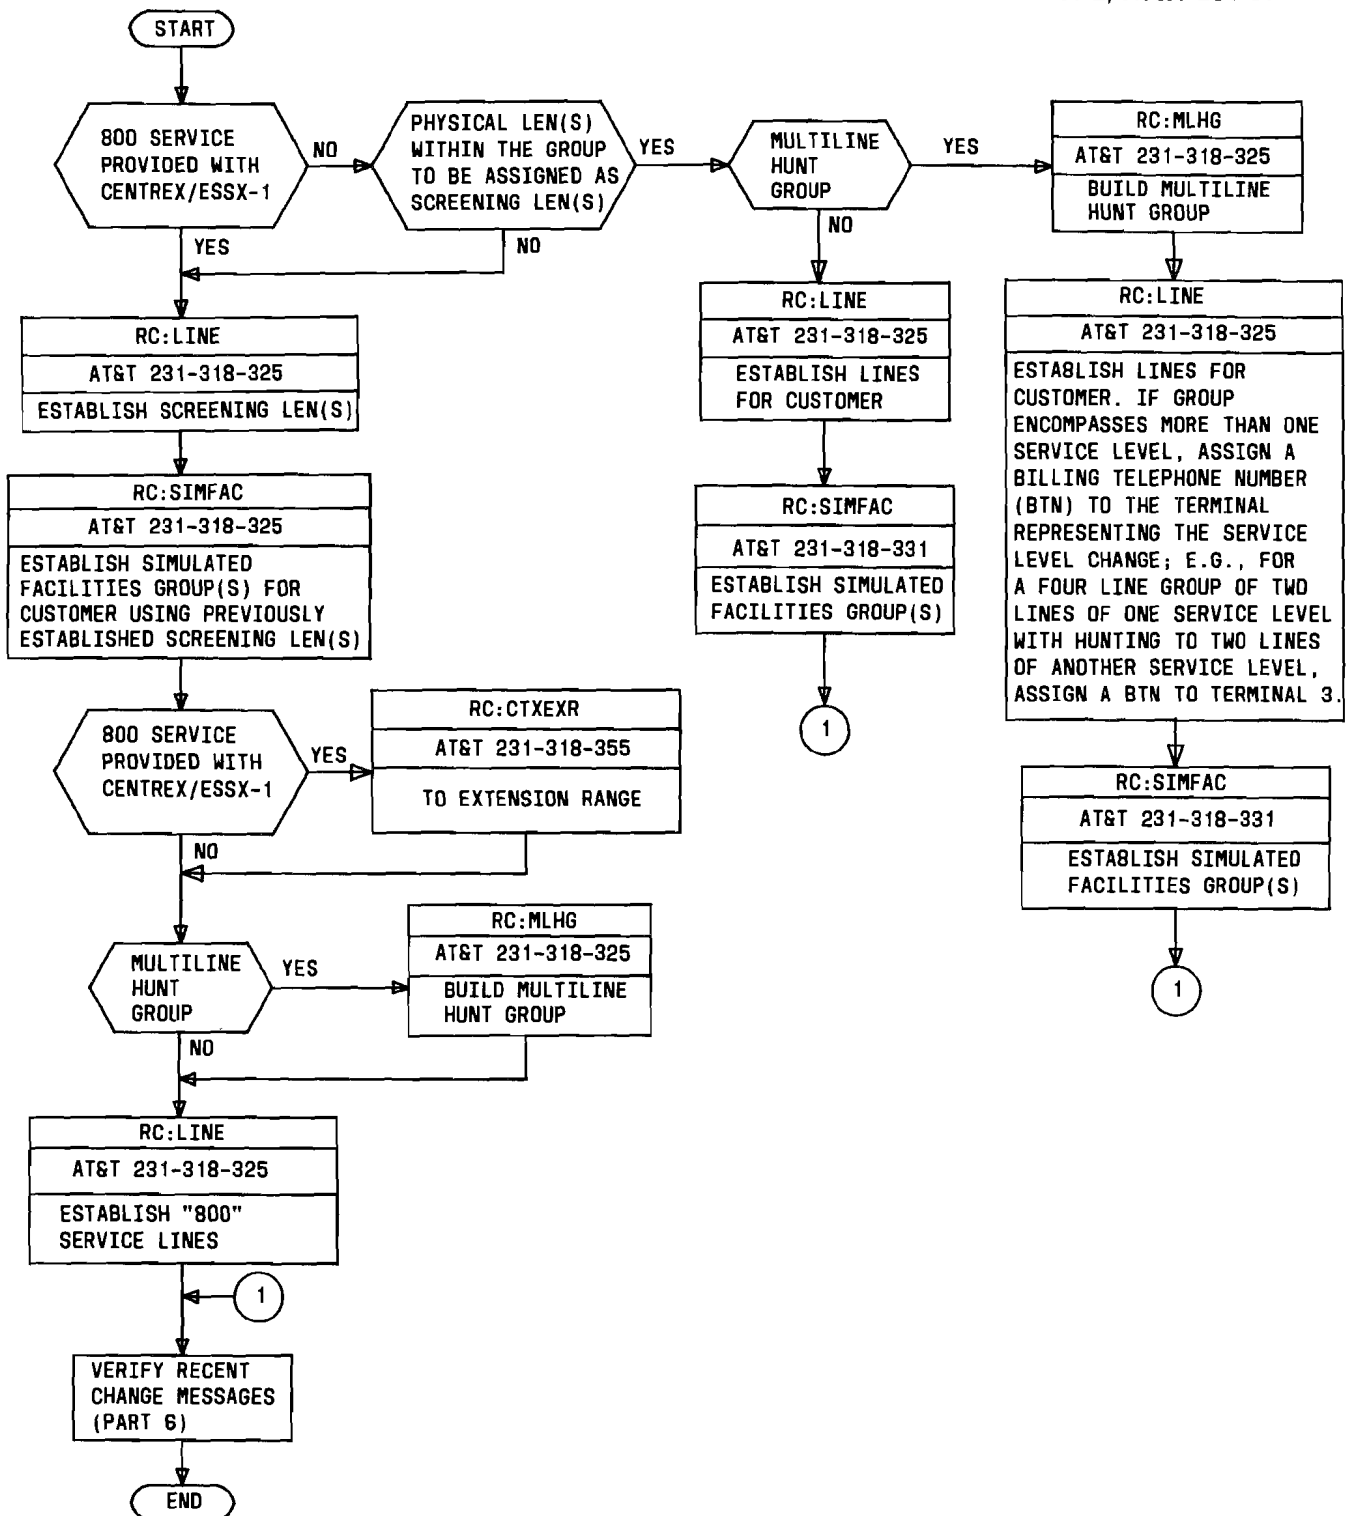 START
800 SERVICE
PROVIDED WITH
CENTREX/ESSX-1
NO
YES
PHYSICAL LEN(S)
WITHIN THE GROUP
TO BE ASSIGNED AS
SCREENING LEN(S)
YES
NO
MULTILINE
HUNT
GROUP
YES
NO
RC:MLHG
AT&T 231-318-325
BUILD MULTILINE
HUNT GROUP
RC:LINE
AT&T 231-318-325
ESTABLISH SCREENING LEN(S)
RC:LINE
AT&T 231-318-325
ESTABLISH LINES
FOR CUSTOMER
RC:LINE
AT&T 231-318-325
ESTABLISH LINES FOR
CUSTOMER. IF GROUP
ENCOMPASSES MORE THAN ONE
SERVICE LEVEL, ASSIGN A
BILLING TELEPHONE NUMBER
(BTN) TO THE TERMINAL
REPRESENTING THE SERVICE
LEVEL CHANGE; E.G., FOR
A FOUR LINE GROUP OF TWO
LINES OF ONE SERVICE LEVEL
WITH HUNTING TO TWO LINES
OF ANOTHER SERVICE LEVEL,
ASSIGN A BTN TO TERMINAL 3.
RC:SIMFAC
AT&T 231-318-325
ESTABLISH SIMULATED
FACILITIES GROUP(S) FOR
CUSTOMER USING PREVIOUSLY
ESTABLISHED SCREENING LEN(S)
RC:SIMFAC
AT&T 231-318-331
ESTABLISH SIMULATED
FACILITIES GROUP(S)
1
800 SERVICE
PROVIDED WITH
CENTREX/ESSX-1
YES
NO
RC:CTXEXR
AT&T 231-318-355
TO EXTENSION RANGE
RC:SIMFAC
AT&T 231-318-331
ESTABLISH SIMULATED
FACILITIES GROUP(S)
1
MULTILINE
HUNT
GROUP
YES
NO
RC:MLHG
AT&T 231-318-325
BUILD MULTILINE
HUNT GROUP
RC:LINE
AT&T 231-318-325
ESTABLISH "800"
SERVICE LINES
1
VERIFY RECENT
CHANGE MESSAGES
(PART 6)
END